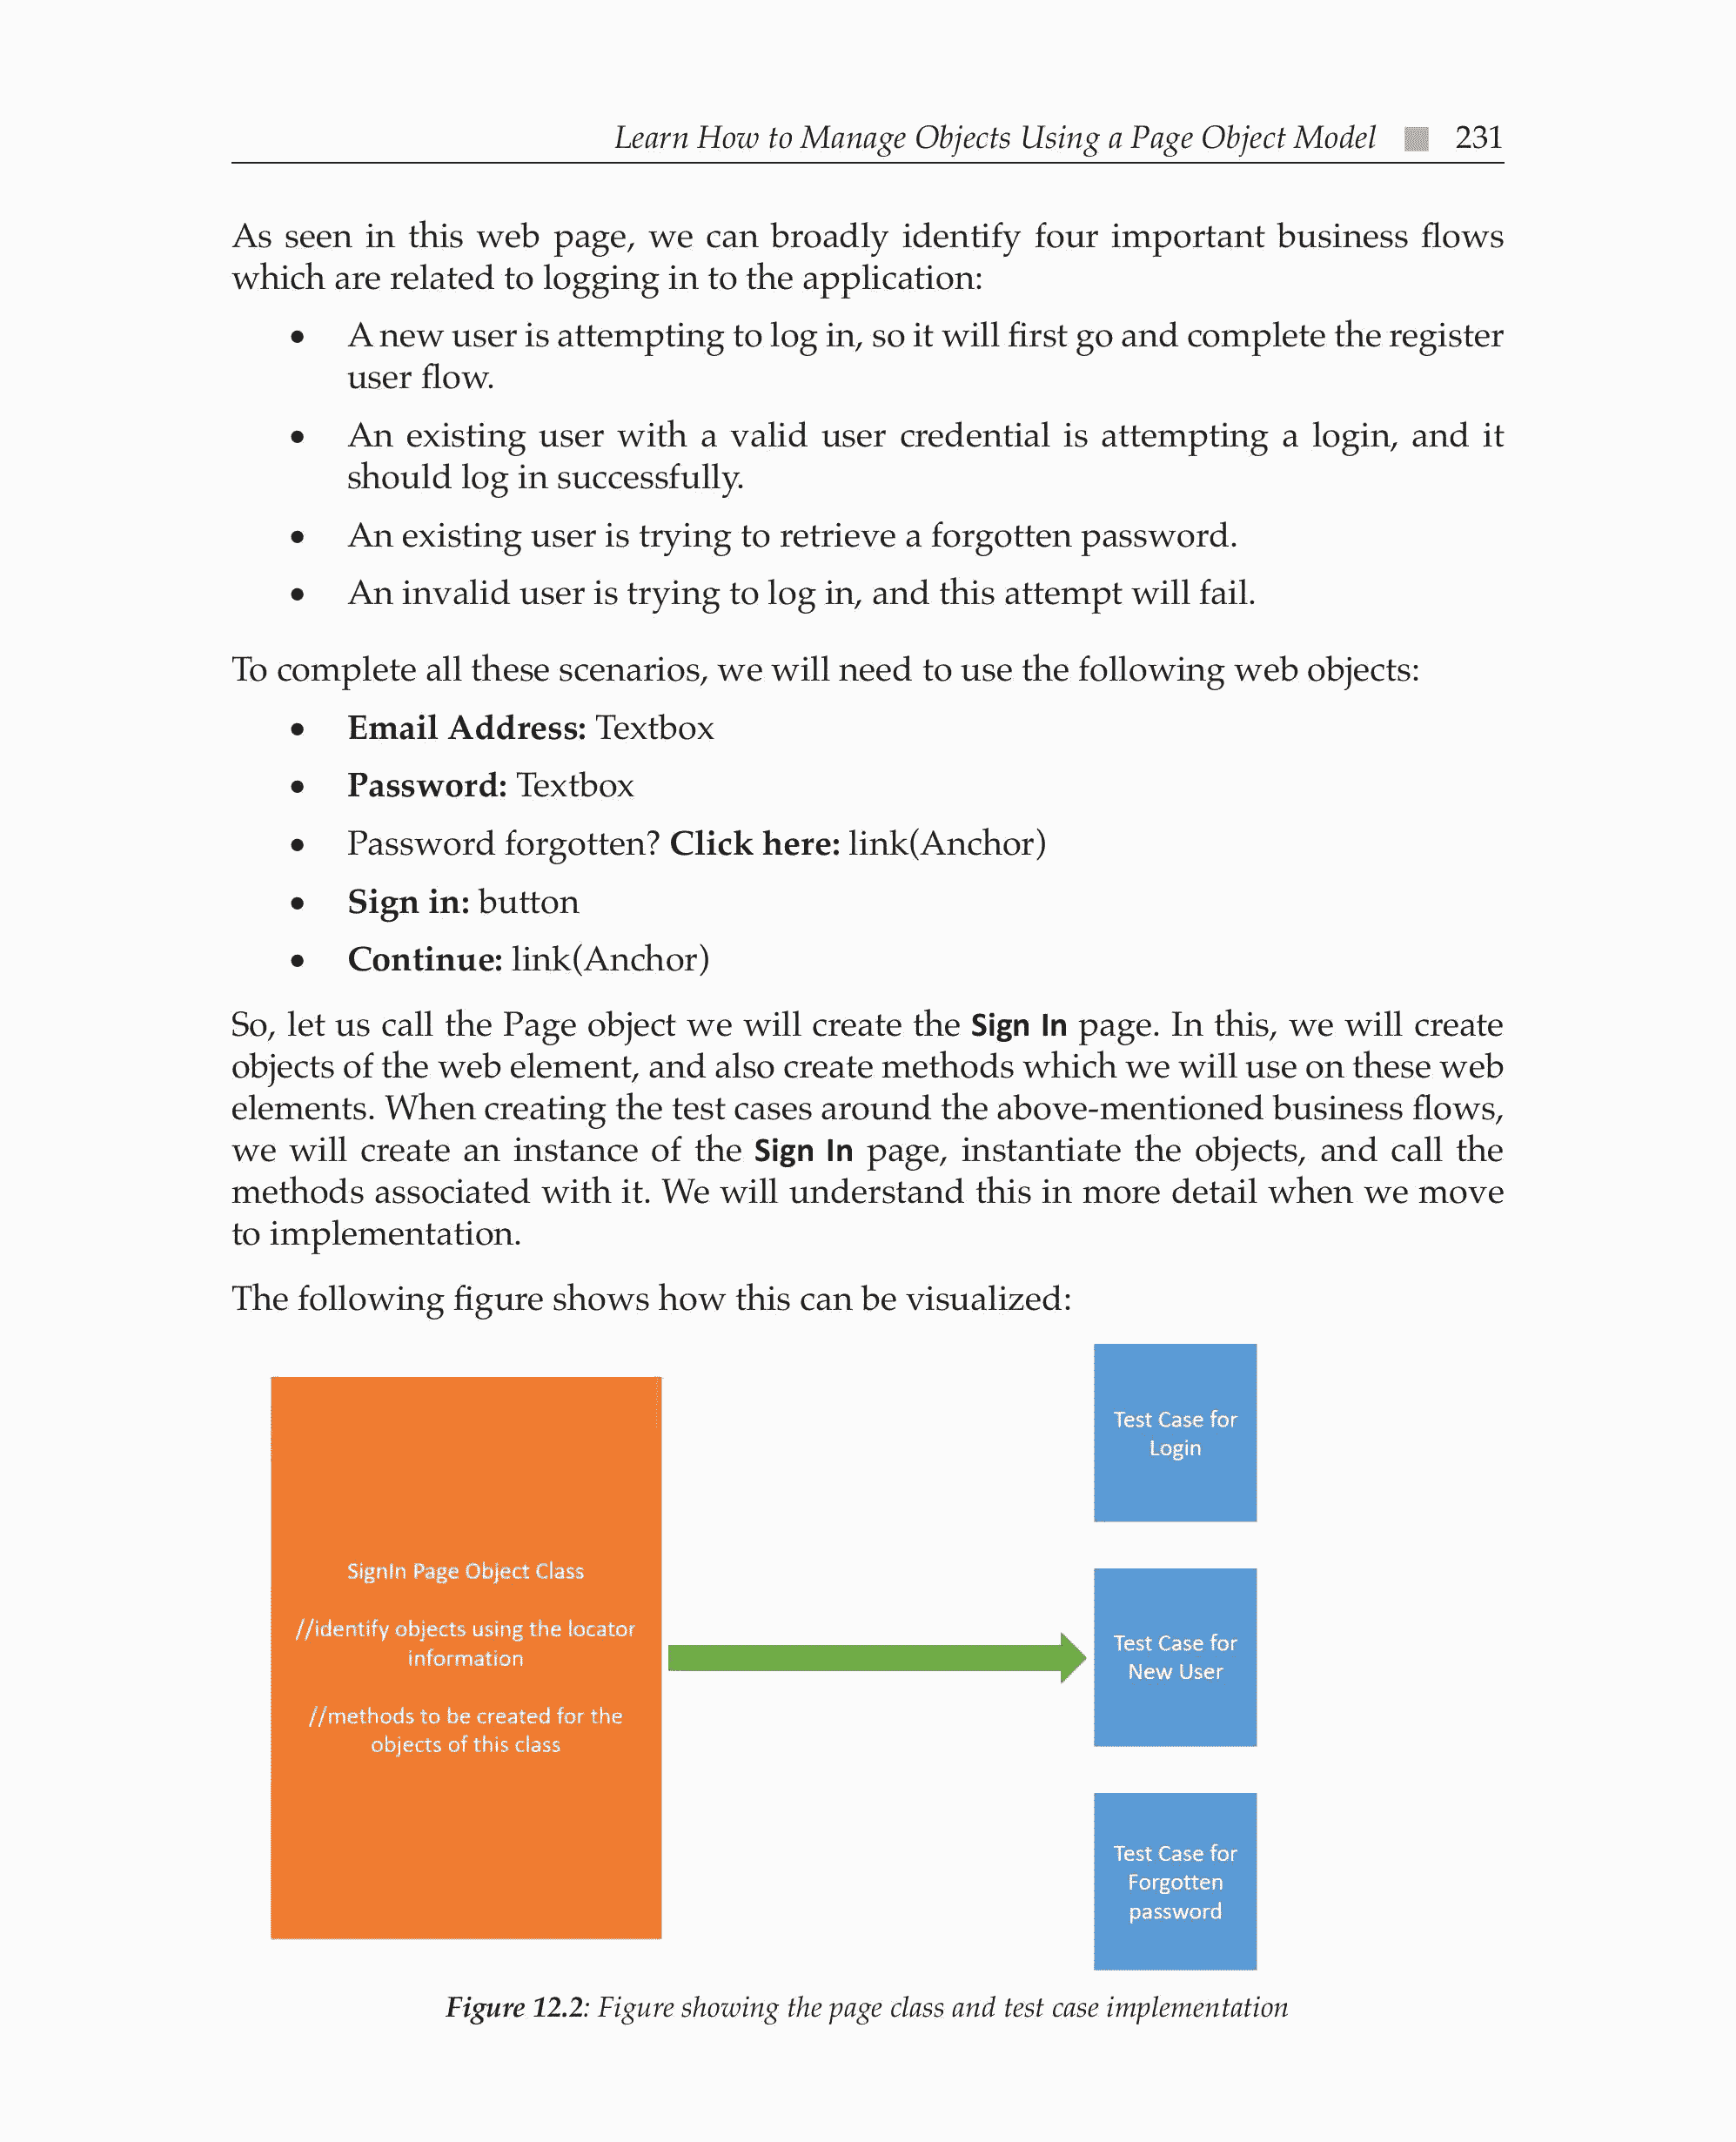 Learn How to Manage Objects Using a Page Object Model 231
As seen in this web page, we can broadly identify four important business flows
which are related to logging in to the application:
• A new user is attempting to log in, so it will first go and complete the register
user flow.
• An existing user with a valid user credential is attempting a login, and it
should log in successfully.
• An existing user is trying to retrieve a forgotten password.
• An invalid user is trying to log in, and this attempt will fail.
To complete all these scenarios, we will need to use the following web objects:
• Email Address: Textbox
• Password: Textbox
• Password forgotten? Click here: link(Anchor)
• Sign in: button
• Continue: link(Anchor)
So, let us call the Page object we will create the Sign In page. In this, we will create
objects of the web element, and also create methods which we will use on these web
elements. When creating the test cases around the above-mentioned business flows,
we will create an instance of the Sign In page, instantiate the objects, and call the
methods associated with it. We will understand this in more detail when we move
to implementation.
The following figure shows how this can be visualized:
SignIn Page Object Class
//identify objects using the locator
information
//methods to be created for the
objects of this class
Test Case for
Login
Test Case for
New User
Test Case for
Forgotten
password
Figure 12.2: Figure showing the page class and test case implementation